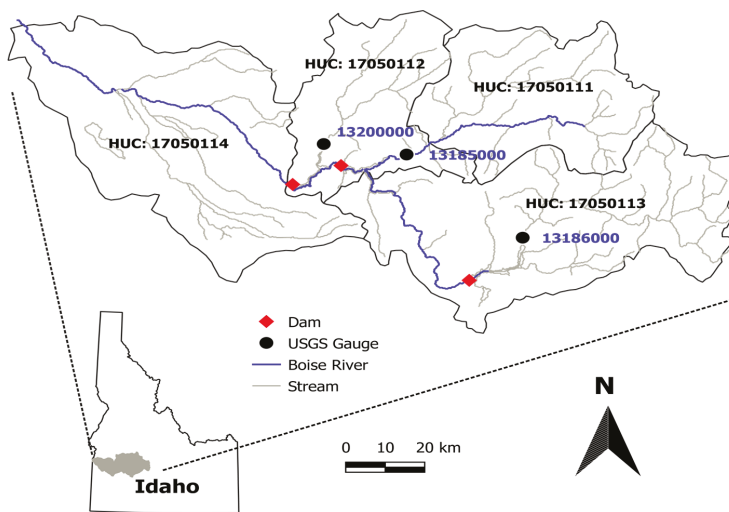 HUC: 17050112
HUC: 17050111
13200000
HUC: 17050114
13185000
HUC: 17050113
13186000
Dam
USGS Gauge
Boise River
Stream
N
0 10 20 km
Idaho